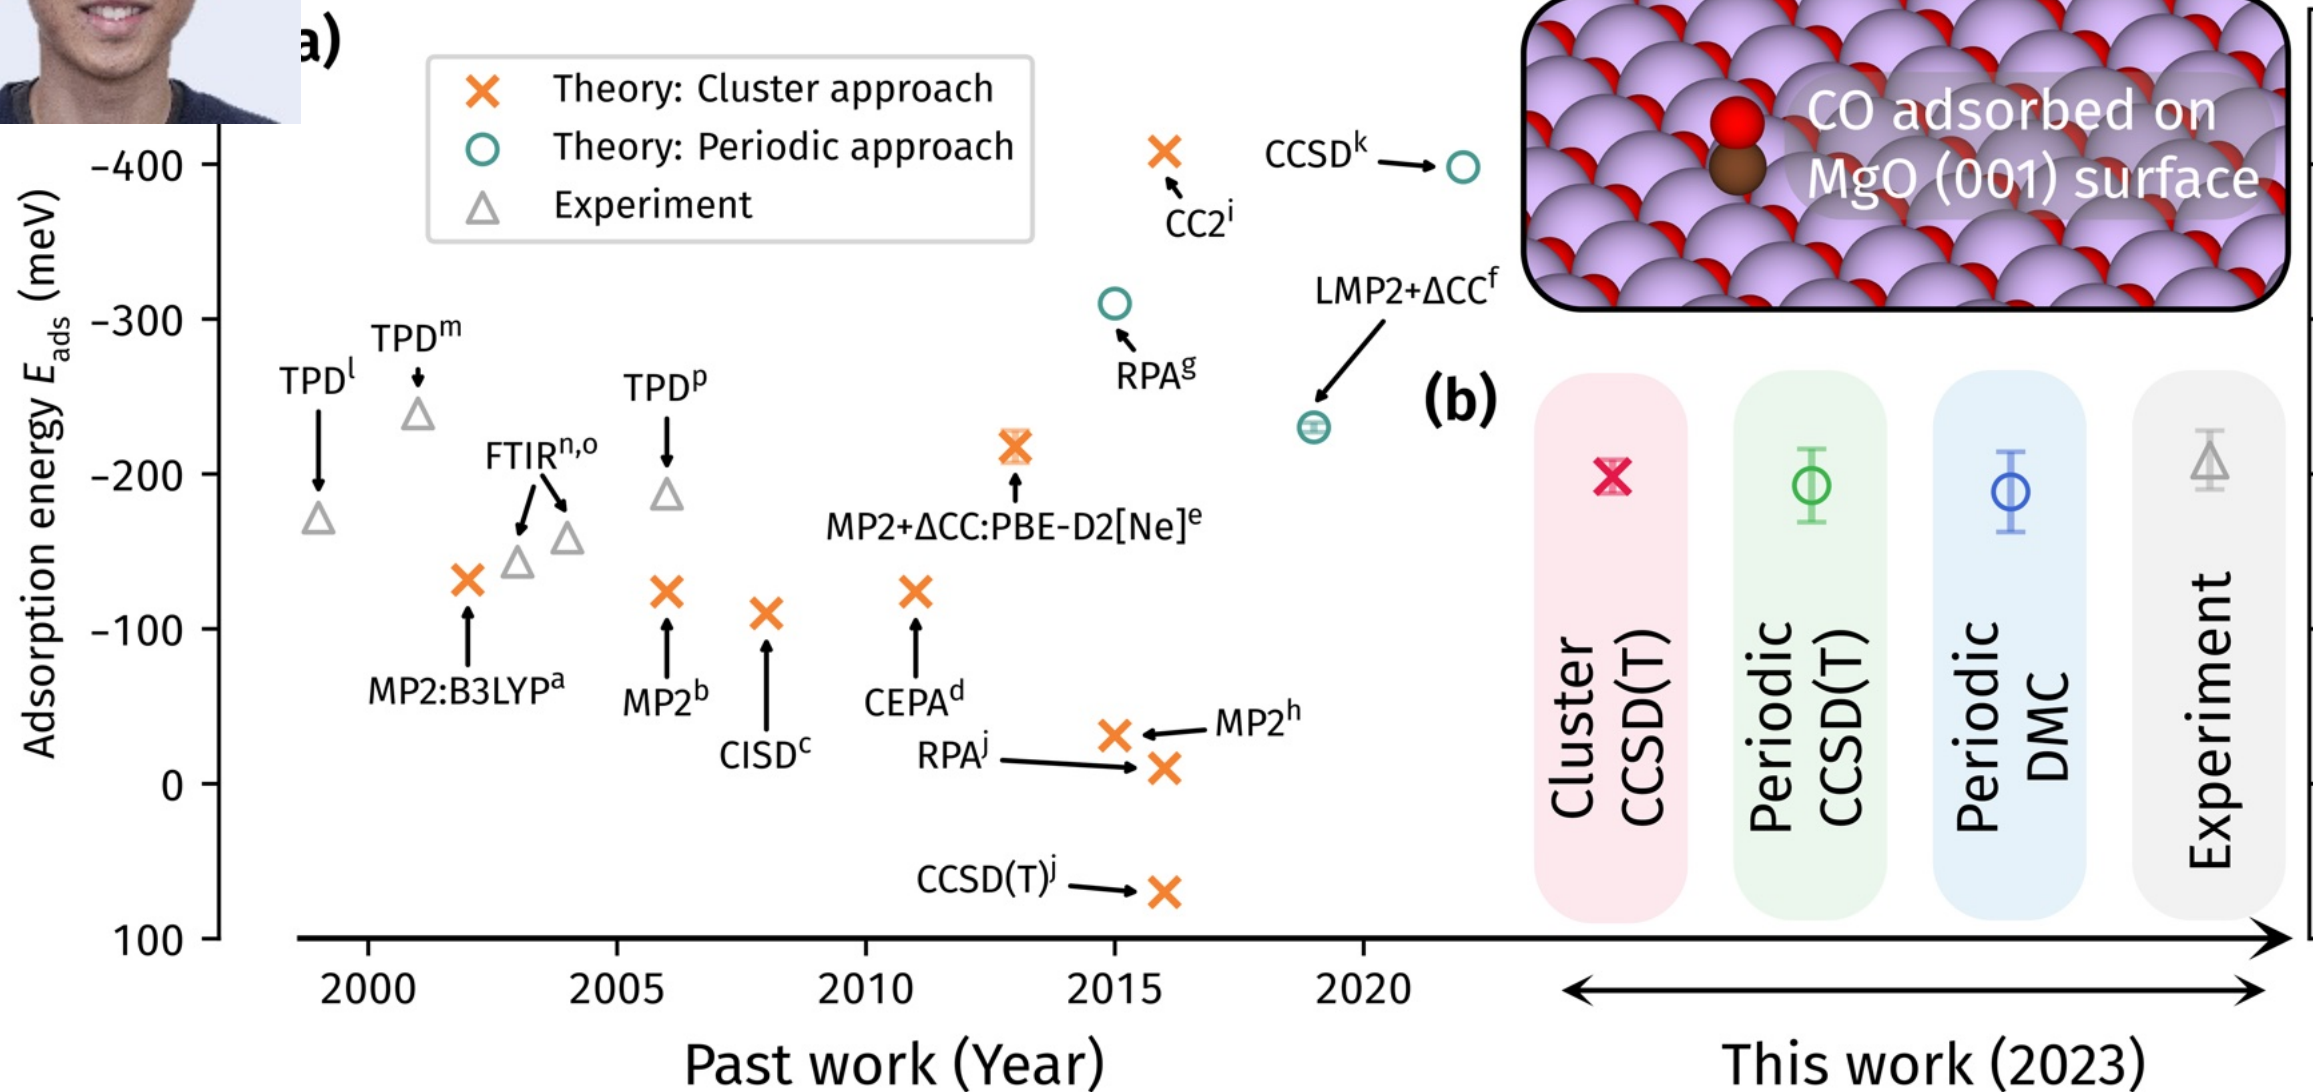 a)
Theory: Cluster approach
Theory: Periodic approach
Experiment
Adsorption energy E_ads (meV)
−400
−300
−200
−100
0
100
TPD^l
TPD^m
FTIR^n,o
TPD^p
MP2:B3LYP^a
MP2^b
CISD^c
CEPA^d
MP2+ΔCC:PBE-D2[Ne]^e
RPA^g
CC2^i
CCSD^k
LMP2+ΔCC^f
MP2^h
RPA^j
CCSD(T)^j
2000
2005
2010
2015
2020
Past work (Year)
CO adsorbed on
MgO (001) surface
(b)
Cluster
CCSD(T)
Periodic
CCSD(T)
Periodic
DMC
Experiment
This work (2023)